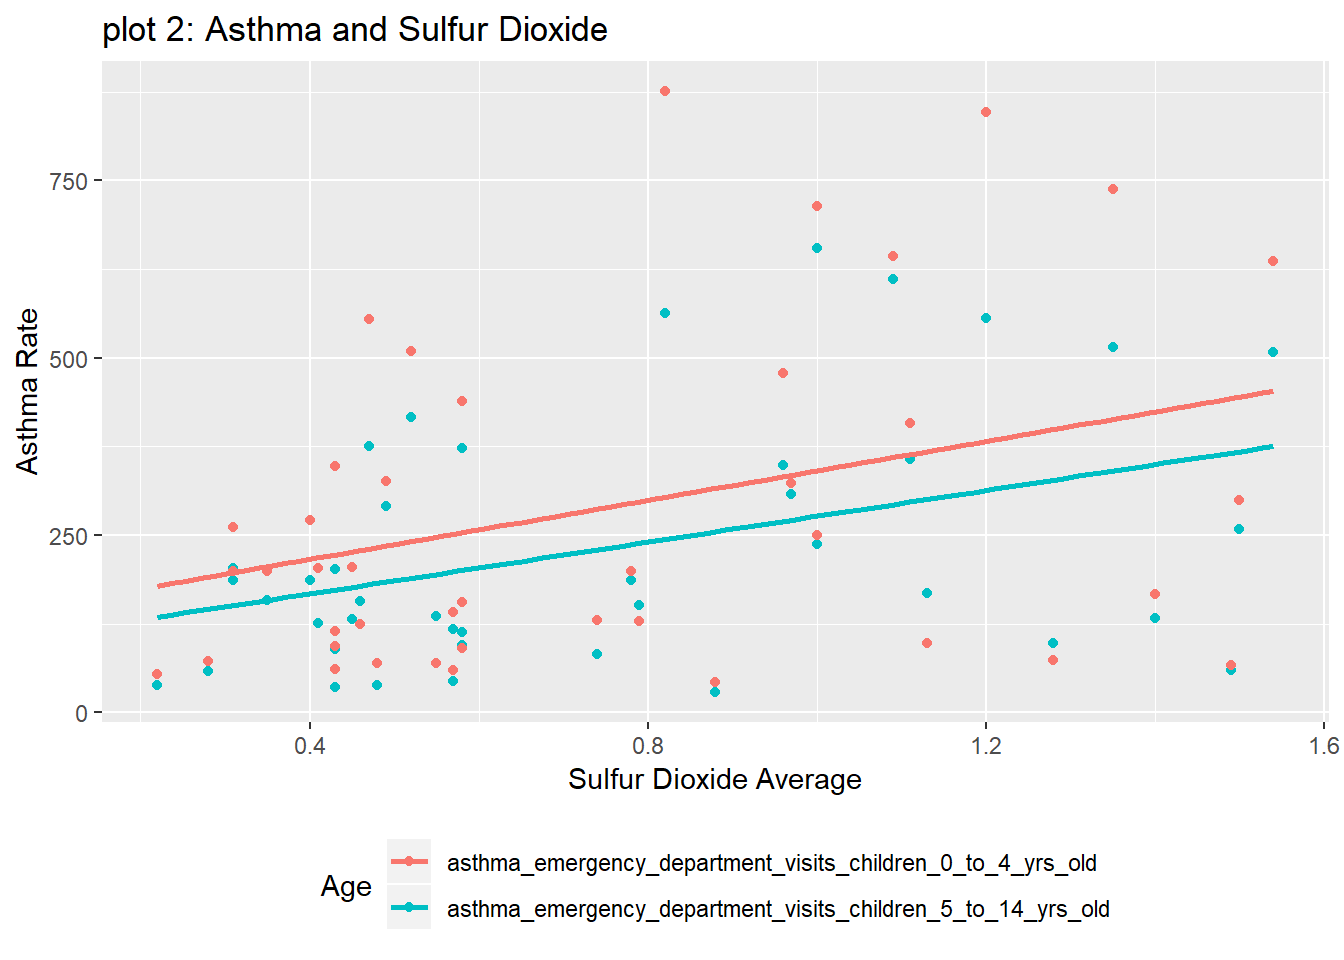 plot 2: Asthma and Sulfur Dioxide
750
500
250
0
Asthma Rate
0.4 0.8 1.2 1.6
Sulfur Dioxide Average
Age
asthma_emergency_department_visits_children_0_to_4_yrs_old
asthma_emergency_department_visits_children_5_to_14_yrs_old